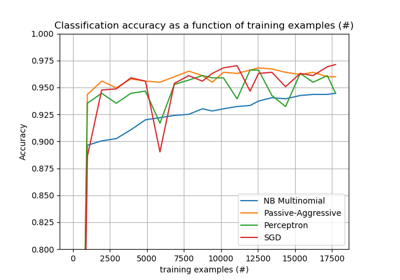 Classification accuracy as a function of training examples (#)
1.000
0.975
0.950
0.925
0.900
0.875
0.850
0.825
0.800
Accuracy
NB Multinomial
Passive-Aggressive
Perceptron
SGD
0 2500 5000 7500 10000 12500 15000 17500
training examples (#)